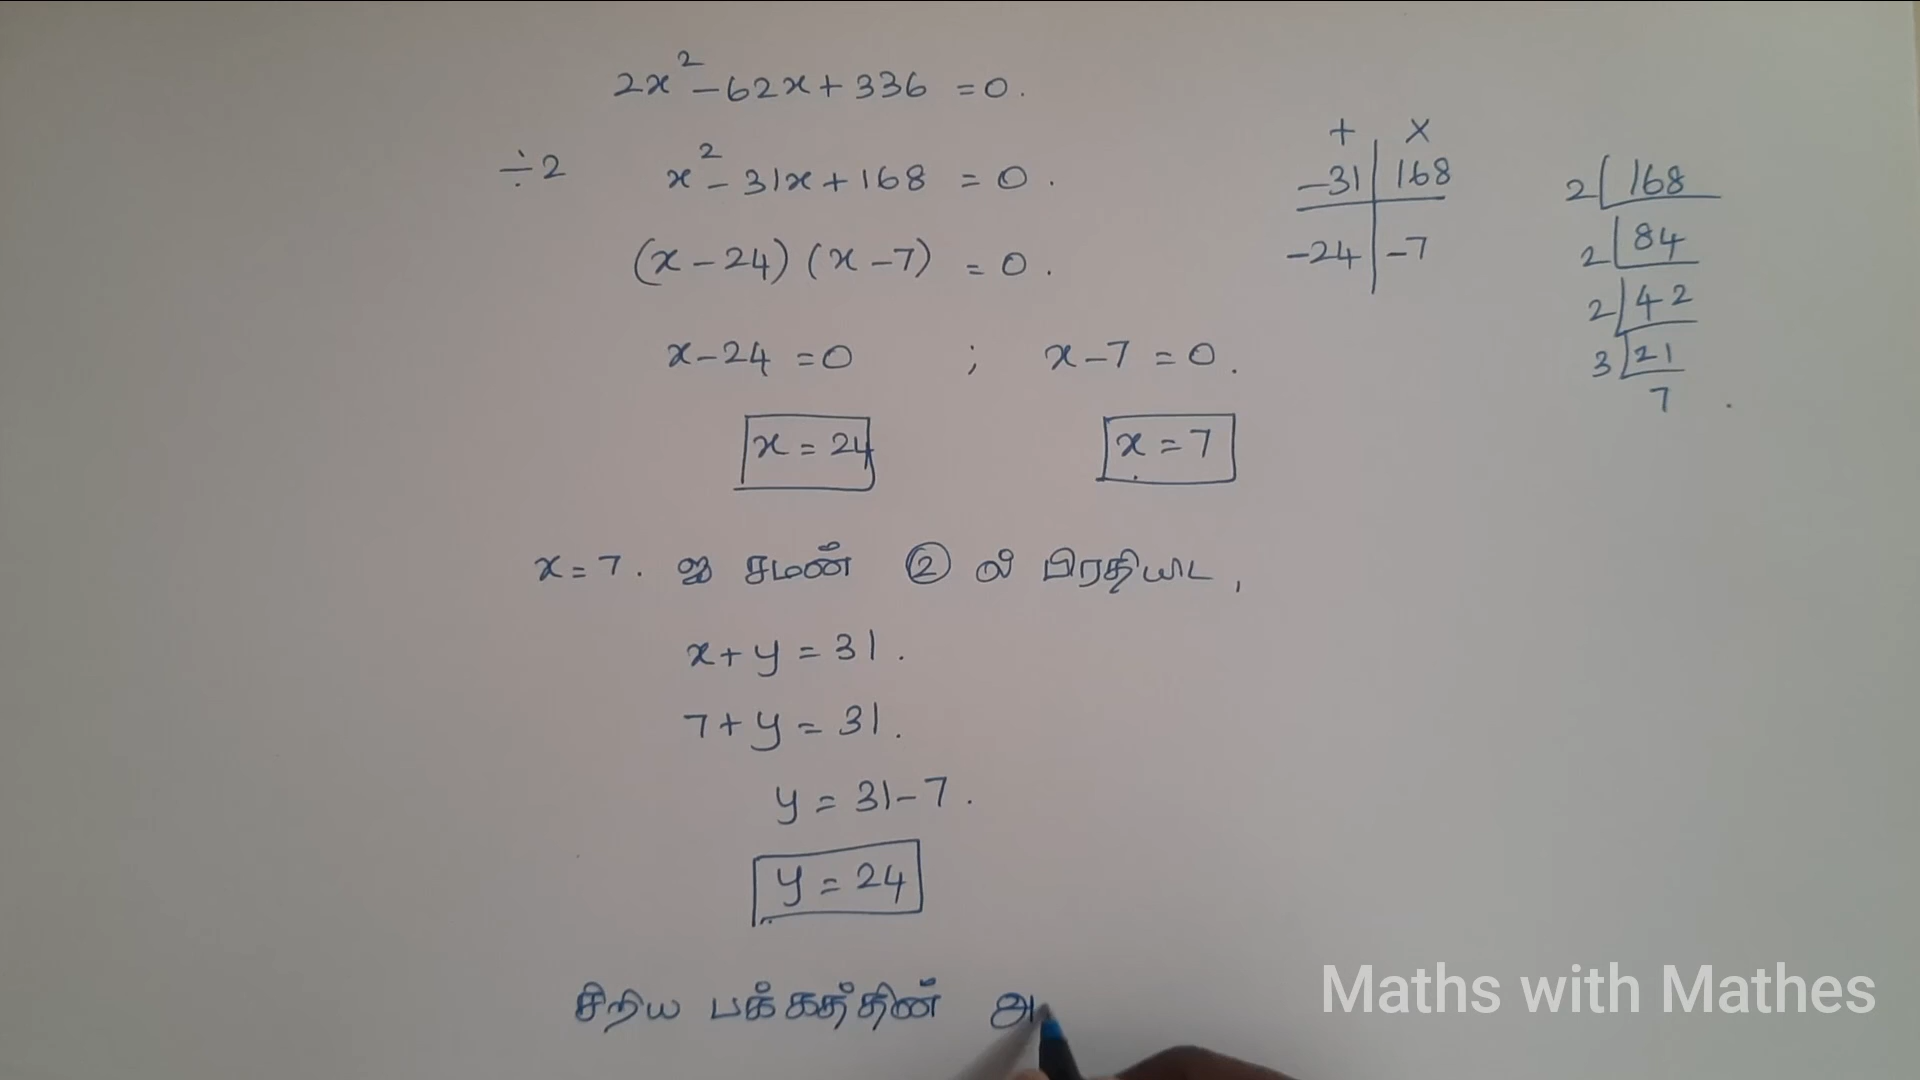 2x² - 62x + 336 = 0.
÷2 x² - 31x + 168 = 0.
(x - 24) (x - 7) = 0.
x - 24 = 0 ; x - 7 = 0.
x = 24 x = 7
x = 7. ஐ சமன் ② ல் பிரதியிட,
x + y = 31.
7 + y = 31.
y = 31 - 7.
y = 24
சிறிய பக்கத்தின் அ
+ ×
-31 168
-24 -7
2 168
2 84
2 42
3 21
7
Maths with Mathes